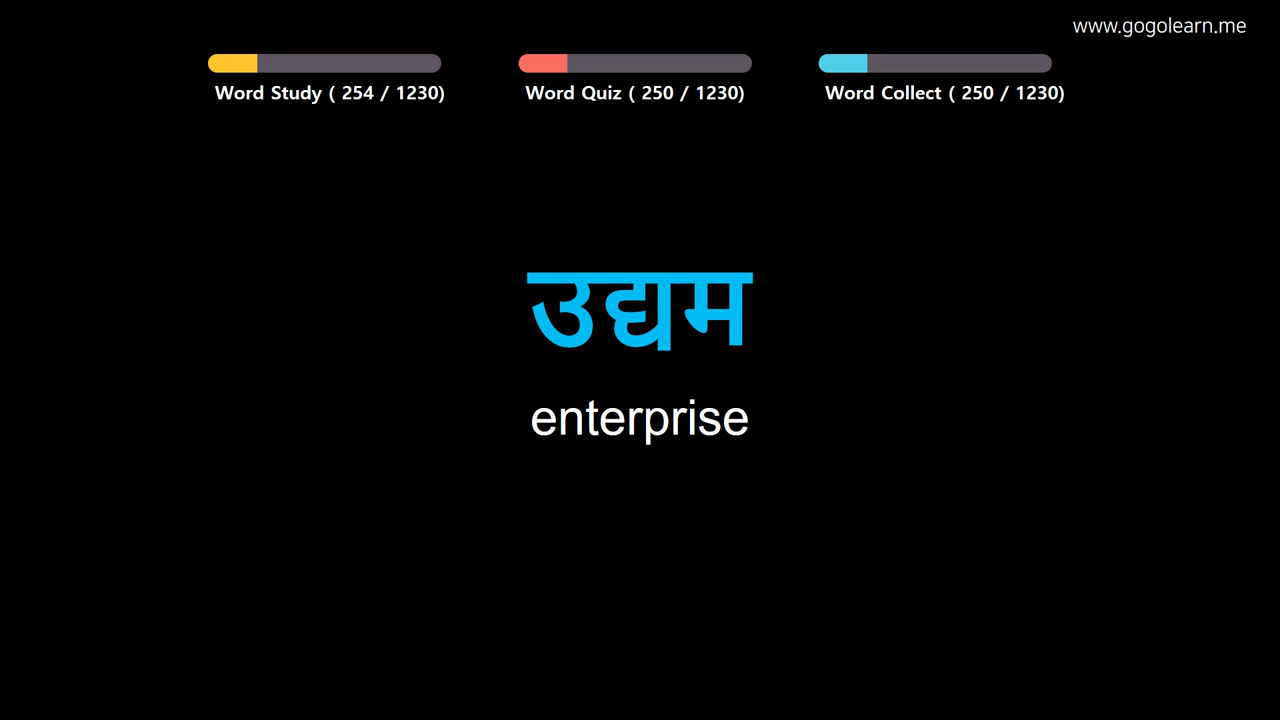 www.gogolearn.me
Word Study ( 254 / 1230)
Word Quiz ( 250 / 1230)
Word Collect ( 250 / 1230)
उद्यम
enterprise